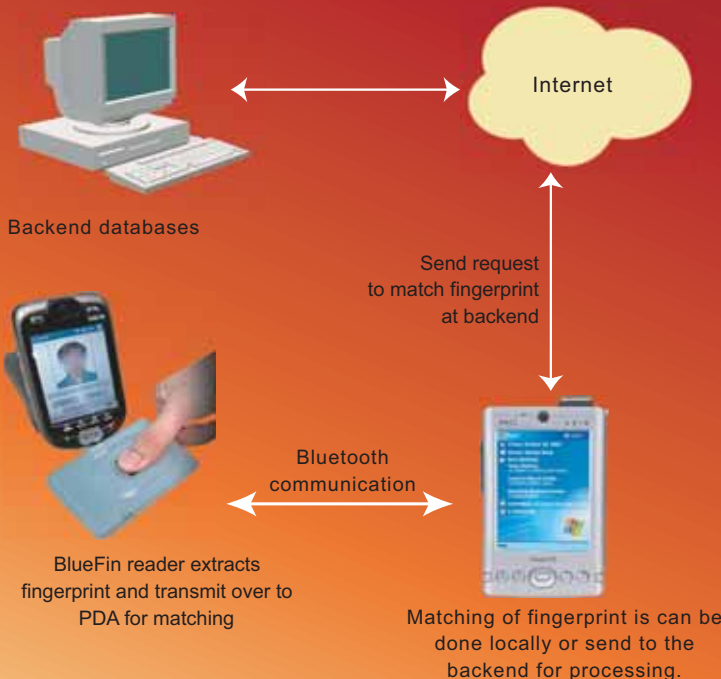 Internet
Backend databases
Send request
to match fingerprint
at backend
Bluetooth
communication
BlueFin reader extracts
fingerprint and transmit over to
PDA for matching
Matching of fingerprint is can be
done locally or send to the
backend for processing.